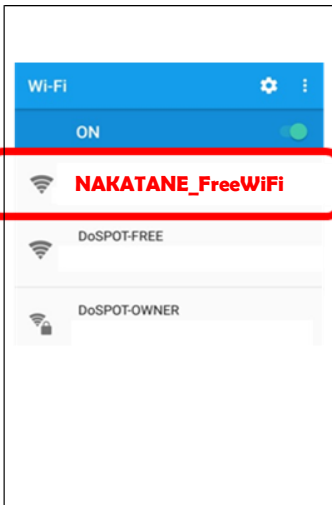 Wi-Fi
ON
NAKATANE_FreeWiFi
DoSPOT-FREE
DoSPOT-OWNER